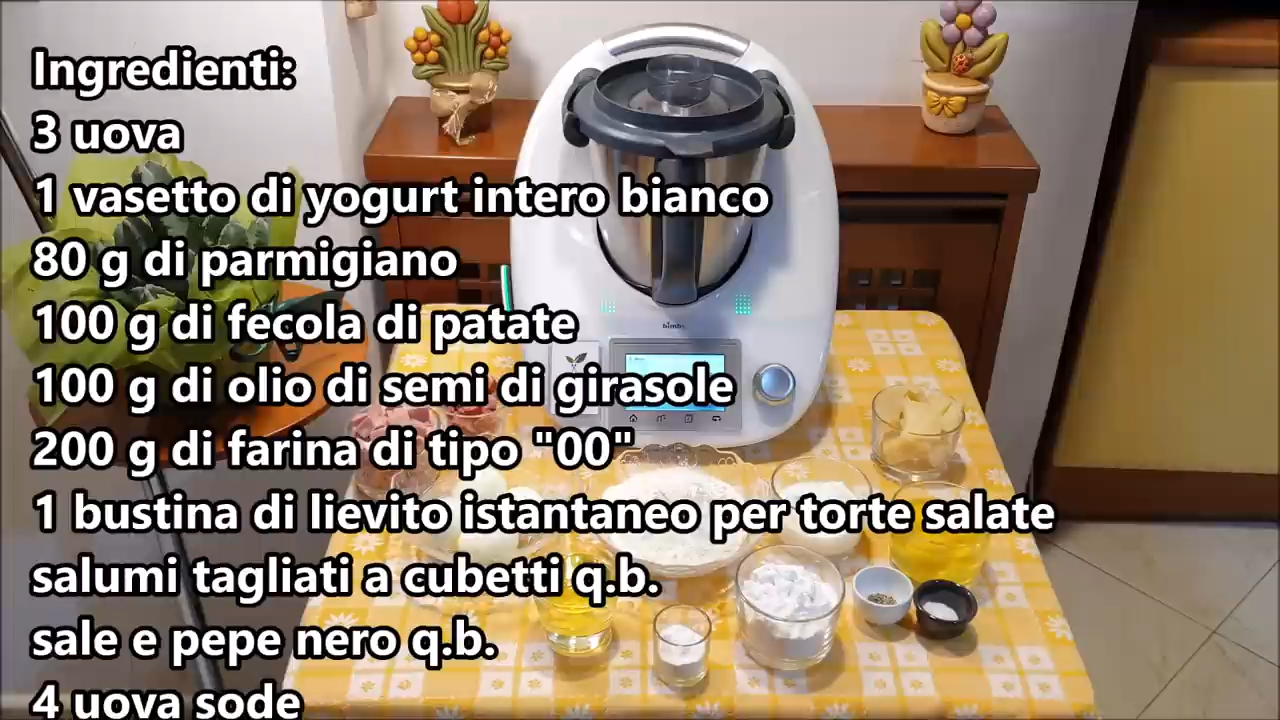 Ingredienti:
3 uova
1 vasetto di yogurt intero bianco
80 g di parmigiano
100 g di fecola di patate
100 g di olio di semi di girasole
200 g di farina di tipo "00"
1 bustina di lievito istantaneo per torte salate
salumi tagliati a cubetti q.b.
sale e pepe nero q.b.
4 uova sode
bimby